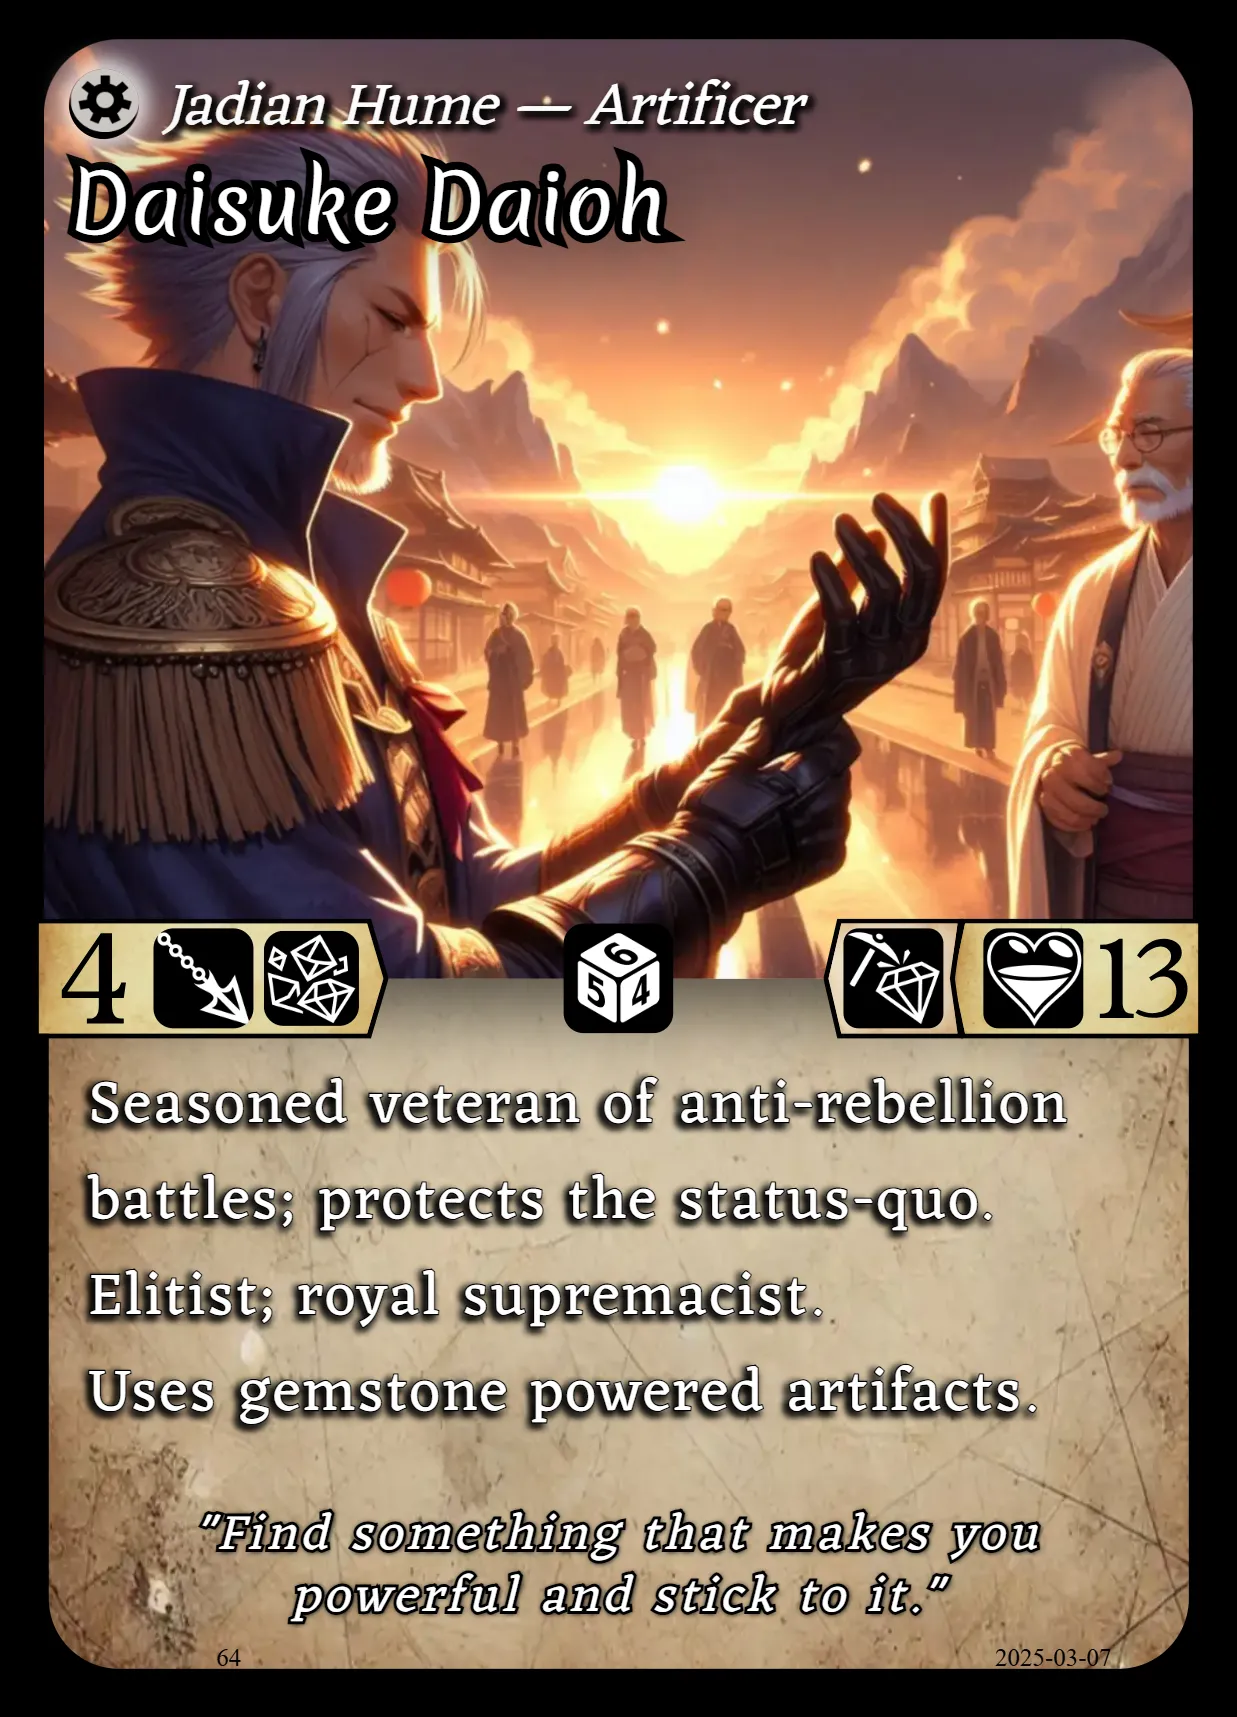 Jadian Hume — Artificer
Daisuke Daioh
4
6
5 4
13
Seasoned veteran of anti-rebellion
battles; protects the status-quo.
Elitist; royal supremacist.
Uses gemstone powered artifacts.
"Find something that makes you
powerful and stick to it."
64
2025-03-07